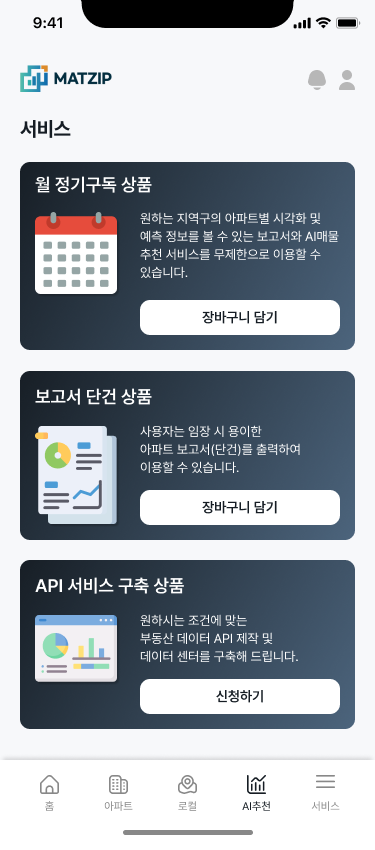 9:41
MATZIP
서비스
월 정기구독 상품
원하는 지역구의 아파트별 시각화 및
예측 정보를 볼 수 있는 보고서와 AI매물
추천 서비스를 무제한으로 이용할 수
있습니다.
장바구니 담기
보고서 단건 상품
사용자는 임장 시 용이한
아파트 보고서(단건)를 출력하여
이용할 수 있습니다.
장바구니 담기
API 서비스 구축 상품
원하시는 조건에 맞는
부동산 데이터 API 제작 및
데이터 센터를 구축해 드립니다.
신청하기
홈
아파트
로컬
AI추천
서비스